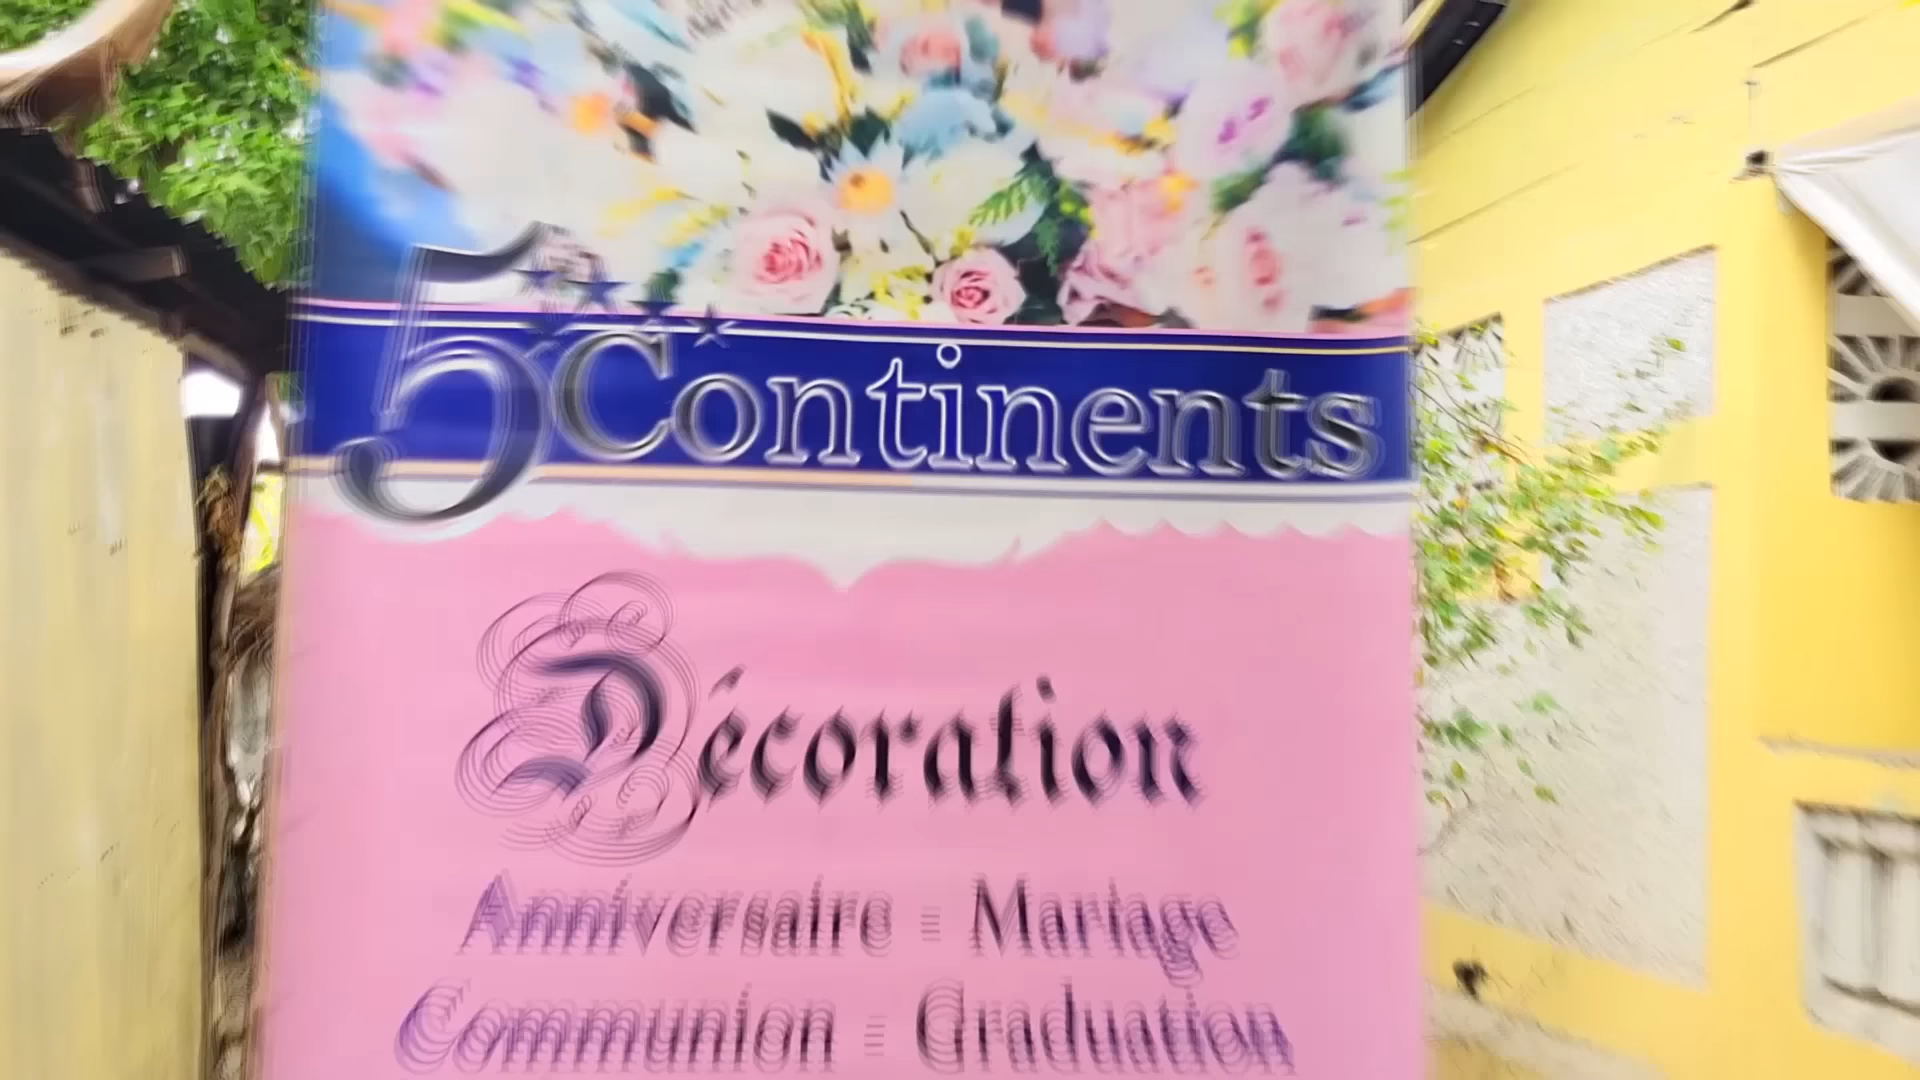 5 Continents
Décoration
Anniversaire - Mariage
Communion - Graduation